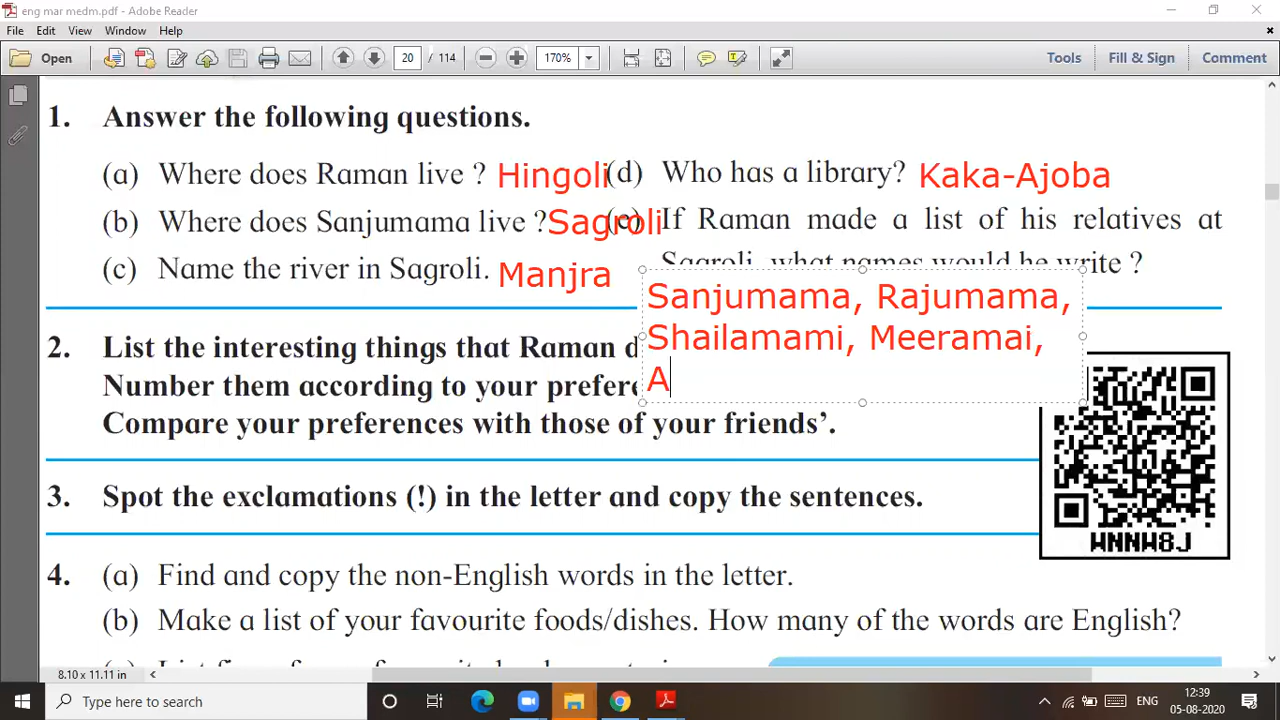 eng mar medm.pdf - Adobe Reader
File Edit View Window Help
Open 20 / 114 170% Tools Fill & Sign Comment
1. Answer the following questions.
(a) Where does Raman live ? Hingoli (d) Who has a library? Kaka-Ajoba
(b) Where does Sanjumama live ? Sagroli (e) If Raman made a list of his relatives at
Sagroli, what names would he write ?
(c) Name the river in Sagroli. Manjra
Sanjumama, Rajumama,
Shailamami, Meeramai,
A
2. List the interesting things that Raman
Number them according to your
Compare your preferences with those of your friends’.
3. Spot the exclamations (!) in the letter and copy the sentences.
WNNW8J
4. (a) Find and copy the non-English words in the letter.
(b) Make a list of your favourite foods/dishes. How many of the words are English?
8.10 x 11.11 in
Type here to search ENG 12:39
05-08-2020